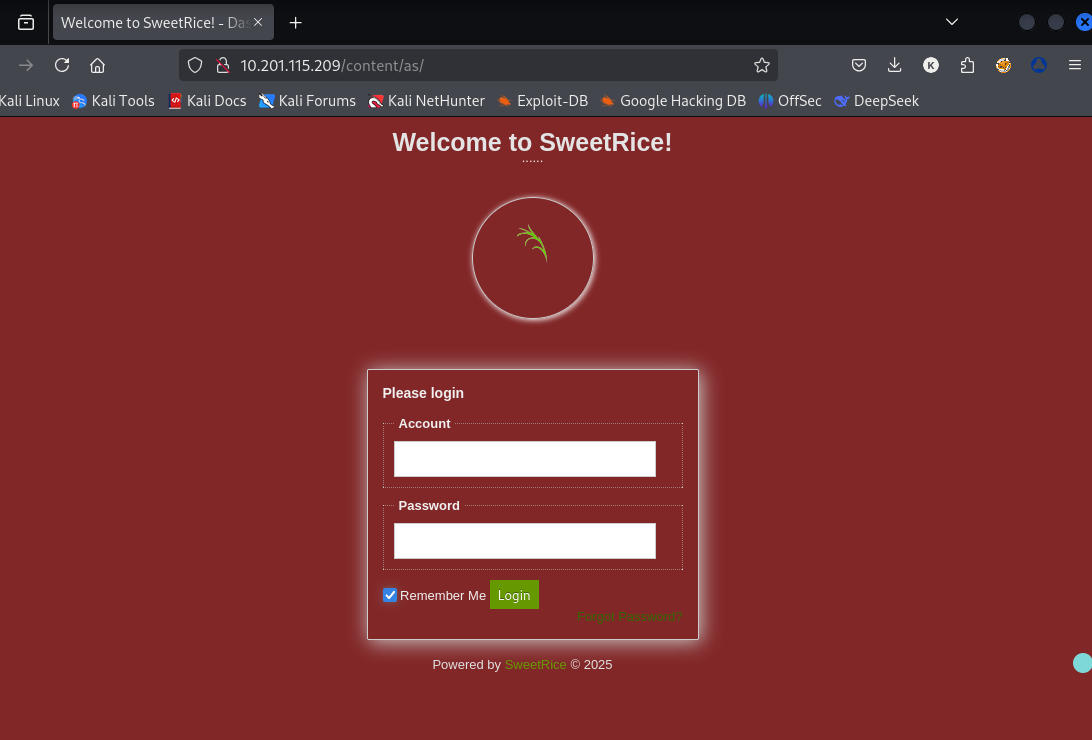 Welcome to SweetRice! - Das
10.201.115.209/content/as/
Kali Linux Kali Tools Kali Docs Kali Forums Kali NetHunter Exploit-DB Google Hacking DB OffSec DeepSeek
Welcome to SweetRice!
......
Please login
Account
Password
Remember Me Login
Forgot Password?
Powered by SweetRice © 2025